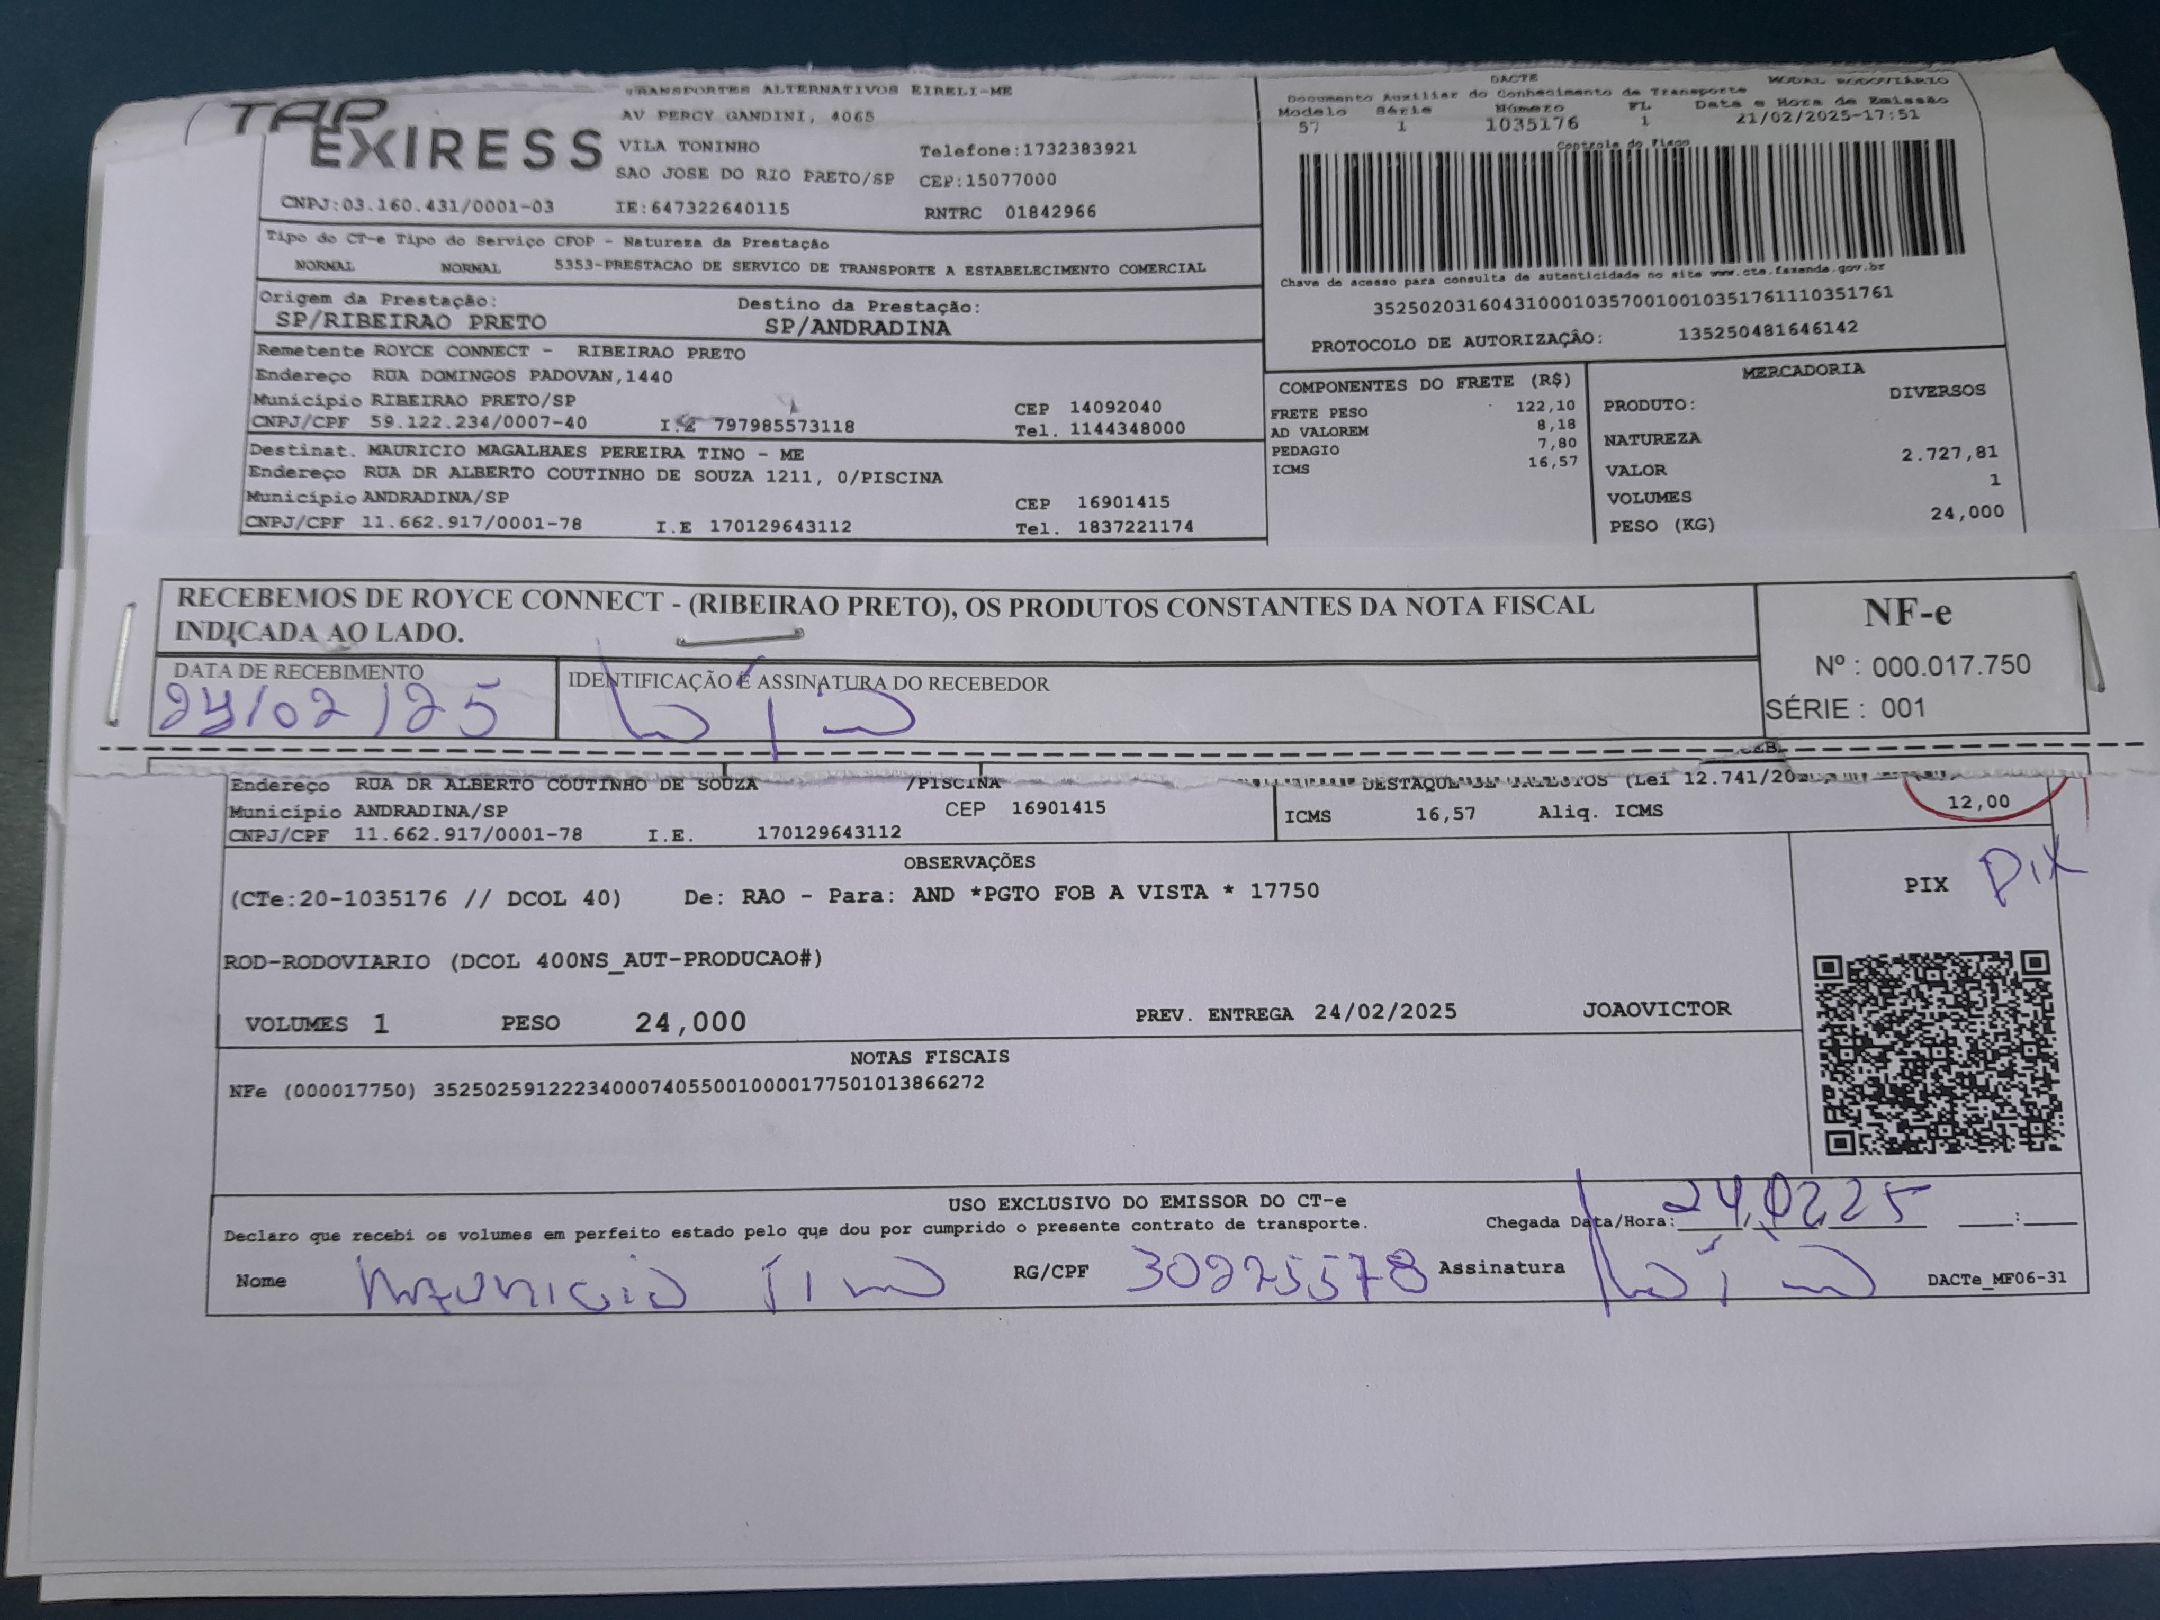 TAP
EXIRESS
TRANSPORTES ALTERNATIVOS EIRELI-ME
AV PERCY GANDINI, 4065
VILA TONINHO Telefone:1732383921
SAO JOSE DO RIO PRETO/SP CEP:15077000
CNPJ:03.160.431/0001-03 IE:647322640115 RNTRC 01842966
DACTE MODAL RODOVIÁRIO
Documento Auxiliar do Conhecimento de Transporte
Modelo Série Número FL Data e Hora de Emissão
57 1 1035176 1 21/02/2025-17:51
Controle do Fisco
Chave de acesso para consulta de autenticidade no site www.cte.fazenda.gov.br
35250203160431000103570010010351761110351761
PROTOCOLO DE AUTORIZAÇÂO: 135250481646142
Tipo do CT-e Tipo do Serviço CFOP - Natureza da Prestação
NORMAL NORMAL 5353-PRESTACAO DE SERVICO DE TRANSPORTE A ESTABELECIMENTO COMERCIAL
Origem da Prestação: Destino da Prestação:
SP/RIBEIRAO PRETO SP/ANDRADINA
Remetente ROYCE CONNECT - RIBEIRAO PRETO
Endereço RUA DOMINGOS PADOVAN,1440
Município RIBEIRAO PRETO/SP CEP 14092040
CNPJ/CPF 59.122.234/0007-40 I.E 797985573118 Tel. 1144348000
Destinat. MAURICIO MAGALHAES PEREIRA TINO - ME
Endereço RUA DR ALBERTO COUTINHO DE SOUZA 1211, 0/PISCINA
Município ANDRADINA/SP CEP 16901415
CNPJ/CPF 11.662.917/0001-78 I.E 170129643112 Tel. 1837221174
COMPONENTES DO FRETE (R$)
FRETE PESO 122,10
AD VALOREM 8,18
PEDAGIO 7,80
ICMS 16,57
MERCADORIA
PRODUTO: DIVERSOS
NATUREZA
VALOR 2.727,81
VOLUMES 1
PESO (KG) 24,000
RECEBEMOS DE ROYCE CONNECT - (RIBEIRAO PRETO), OS PRODUTOS CONSTANTES DA NOTA FISCAL
INDICADA AO LADO.
NF-e
Nº : 000.017.750
SÉRIE : 001
DATA DE RECEBIMENTO IDENTIFICAÇÃO E ASSINATURA DO RECEBEDOR
24/02/25
Endereço RUA DR ALBERTO COUTINHO DE SOUZA /PISCINA
Município ANDRADINA/SP CEP 16901415
CNPJ/CPF 11.662.917/0001-78 I.E. 170129643112
DESTAQUE (Lei 12.741/20
ICMS 16,57 Aliq. ICMS 12,00
OBSERVAÇÕES
(CTe:20-1035176 // DCOL 40) De: RAO - Para: AND *PGTO FOB A VISTA * 17750
ROD-RODOVIARIO (DCOL 400NS_AUT-PRODUCAO#)
VOLUMES 1 PESO 24,000 PREV. ENTREGA 24/02/2025 JOAOVICTOR
PIX PIX
NOTAS FISCAIS
NFe (000017750) 35250259122234000740550010000177501013866272
USO EXCLUSIVO DO EMISSOR DO CT-e
Declaro que recebi os volumes em perfeito estado pelo que dou por cumprido o presente contrato de transporte.
Chegada Data/Hora: 24,02,25 :
Nome MAURICIO TINO RG/CPF 30225578 Assinatura
DACTe_MF06-31